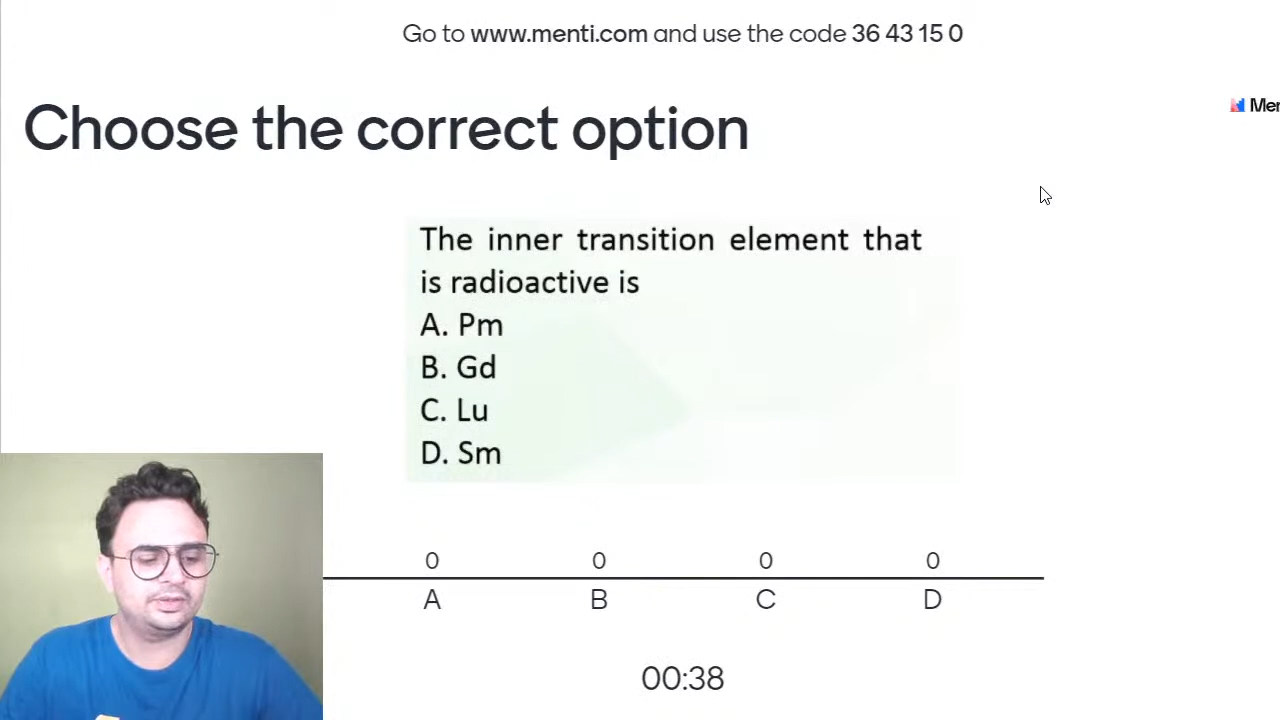 Go to www.menti.com and use the code 36 43 15 0
Choose the correct option
The inner transition element that
is radioactive is
A. Pm
B. Gd
C. Lu
D. Sm
0 0 0 0
A B C D
00:38